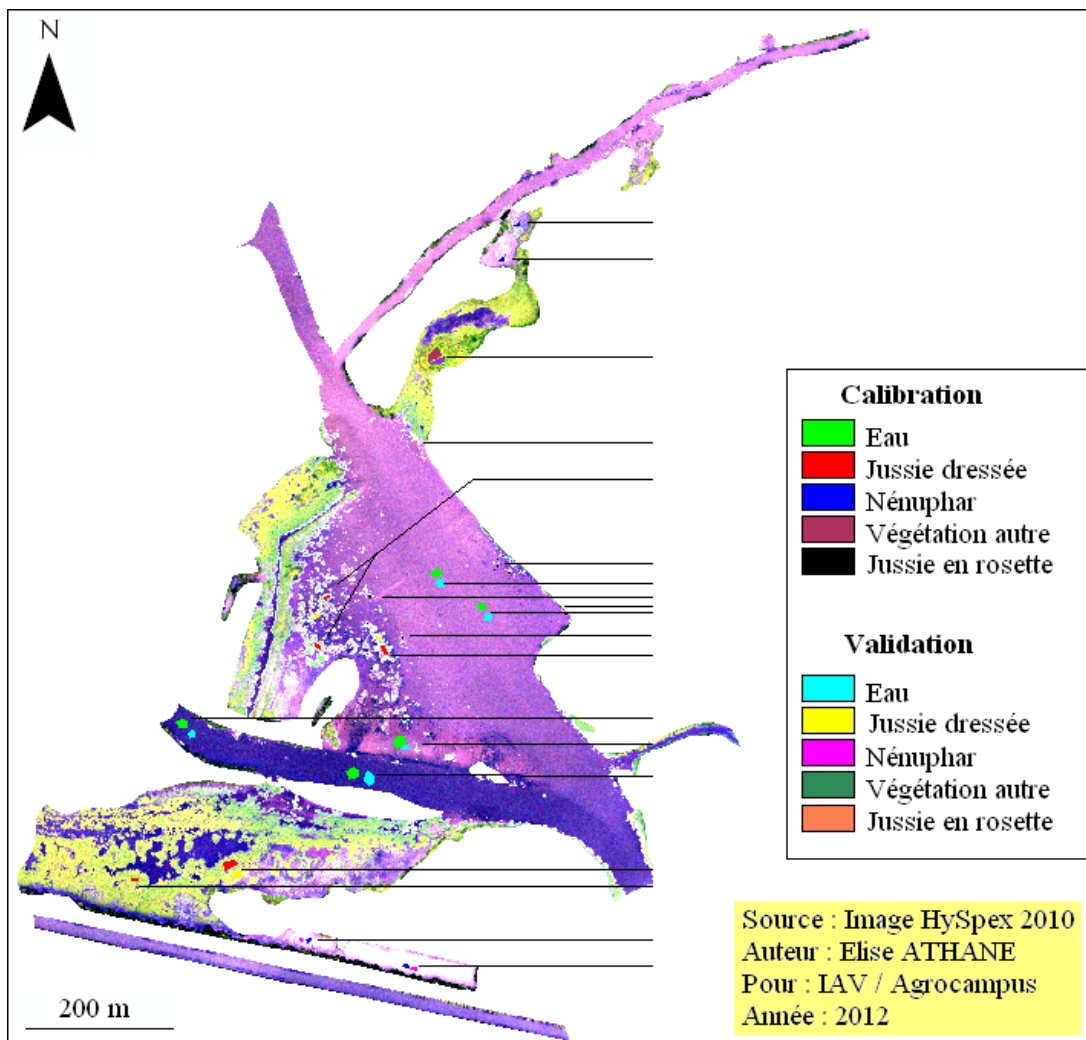 N
Calibration
Eau
Jussie dressée
Nénuphar
Végétation autre
Jussie en rosette
Validation
Eau
Jussie dressée
Nénuphar
Végétation autre
Jussie en rosette
Source : Image HySpex 2010
Auteur : Elise ATHANE
Pour : IAV / Agrocampus
Année : 2012
200 m